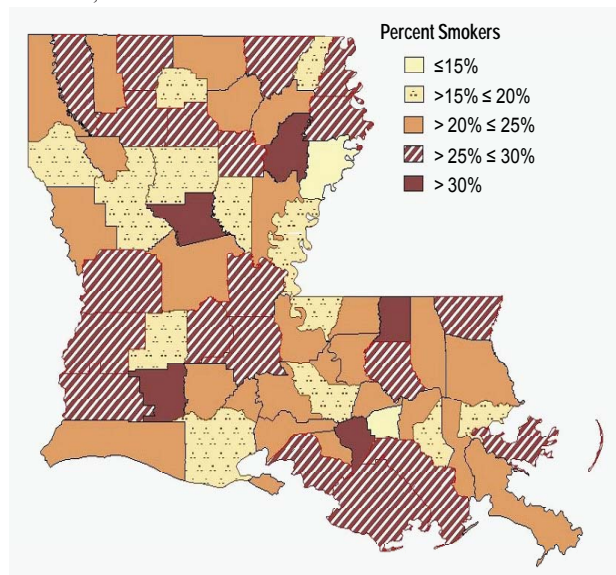 Percent Smokers
≤15%
>15% ≤ 20%
> 20% ≤ 25%
> 25% ≤ 30%
> 30%